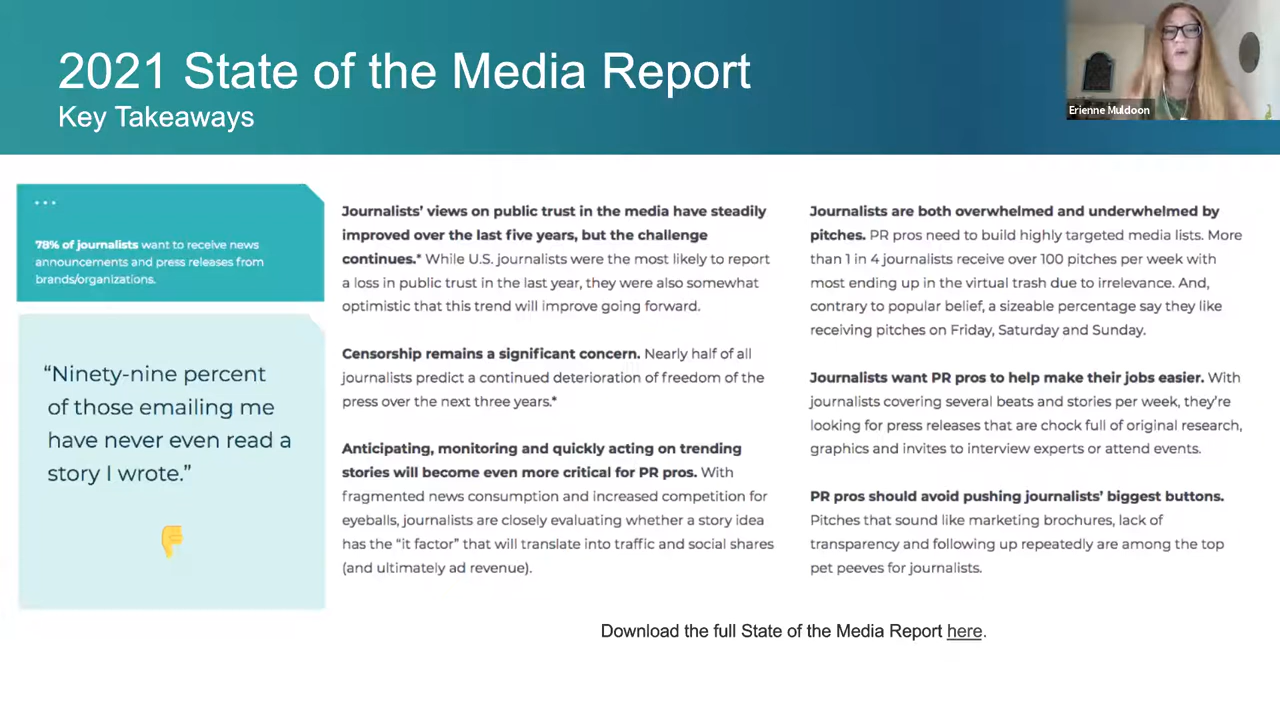 2021 State of the Media Report
Key Takeaways
Erienne Muldoon
78% of journalists want to receive news
announcements and press releases from
brands/organizations.
“Ninety-nine percent
of those emailing me
have never even read a
story I wrote.”
Journalists’ views on public trust in the media have steadily
improved over the last five years, but the challenge
continues.* While U.S. journalists were the most likely to report
a loss in public trust in the last year, they were also somewhat
optimistic that this trend will improve going forward.
Censorship remains a significant concern. Nearly half of all
journalists predict a continued deterioration of freedom of the
press over the next three years.*
Anticipating, monitoring and quickly acting on trending
stories will become even more critical for PR pros. With
fragmented news consumption and increased competition for
eyeballs, journalists are closely evaluating whether a story idea
has the “it factor” that will translate into traffic and social shares
(and ultimately ad revenue).
Journalists are both overwhelmed and underwhelmed by
pitches. PR pros need to build highly targeted media lists. More
than 1 in 4 journalists receive over 100 pitches per week with
most ending up in the virtual trash due to irrelevance. And,
contrary to popular belief, a sizeable percentage say they like
receiving pitches on Friday, Saturday and Sunday.
Journalists want PR pros to help make their jobs easier. With
journalists covering several beats and stories per week, they’re
looking for press releases that are chock full of original research,
graphics and invites to interview experts or attend events.
PR pros should avoid pushing journalists’ biggest buttons.
Pitches that sound like marketing brochures, lack of
transparency and following up repeatedly are among the top
pet peeves for journalists.
Download the full State of the Media Report here.